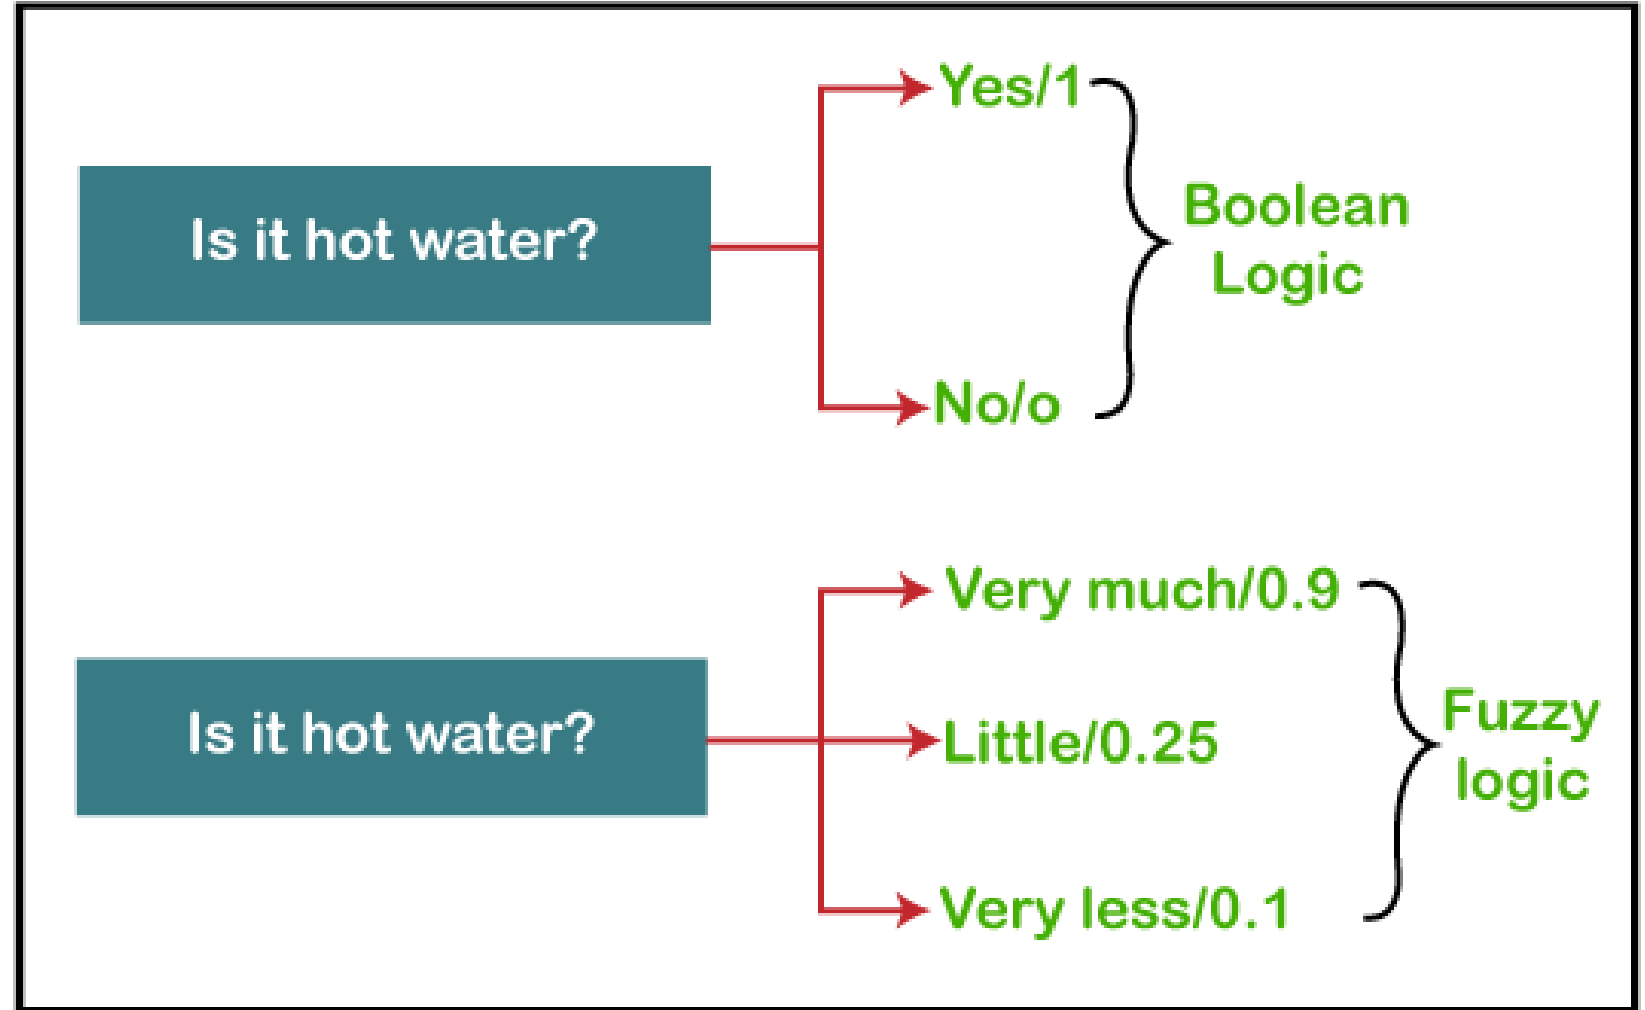 Is it hot water?
Yes/1
No/o
Boolean
Logic
Is it hot water?
Very much/0.9
Little/0.25
Very less/0.1
Fuzzy
logic